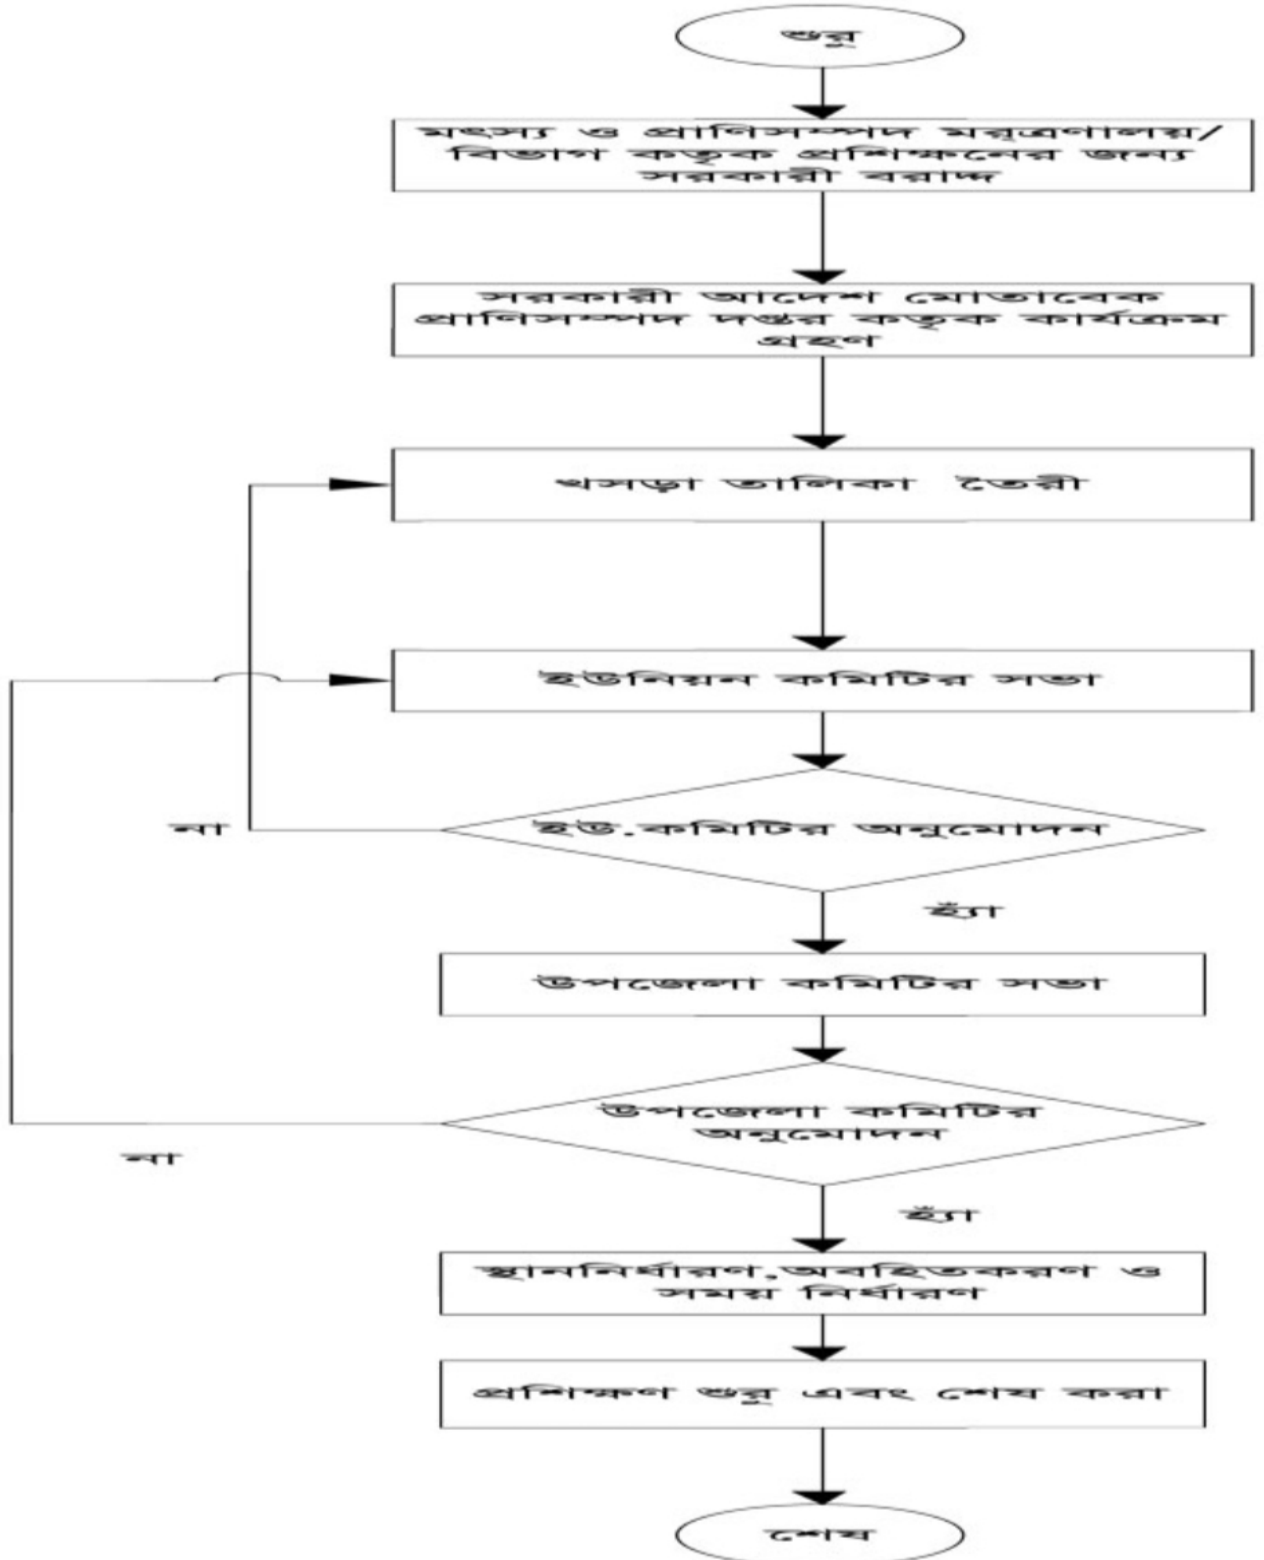 শুরু
মৎস্য ও প্রাণিসম্পদ মন্ত্রণালয়/
বিভাগ কতৃক প্রশিক্ষনের জন্য
সরকারী বরাদ্দ
সরকারী আদেশ মোতাবেক
প্রাণিসম্পদ দপ্তর কতৃক কার্যক্রম
গ্রহণ
খসড়া তালিকা তৈরী
ইউনিয়ন কমিটির সভা
ইউ.কমিটির অনুমোদন
না
হ্যাঁ
উপজেলা কমিটির সভা
উপজেলা কমিটির
অনুমোদন
না
হ্যাঁ
স্থাননির্ধারণ,অবহিতকরণ ও
সময় নির্ধারণ
প্রশিক্ষণ শুরু এবং শেষ করা
শেষ